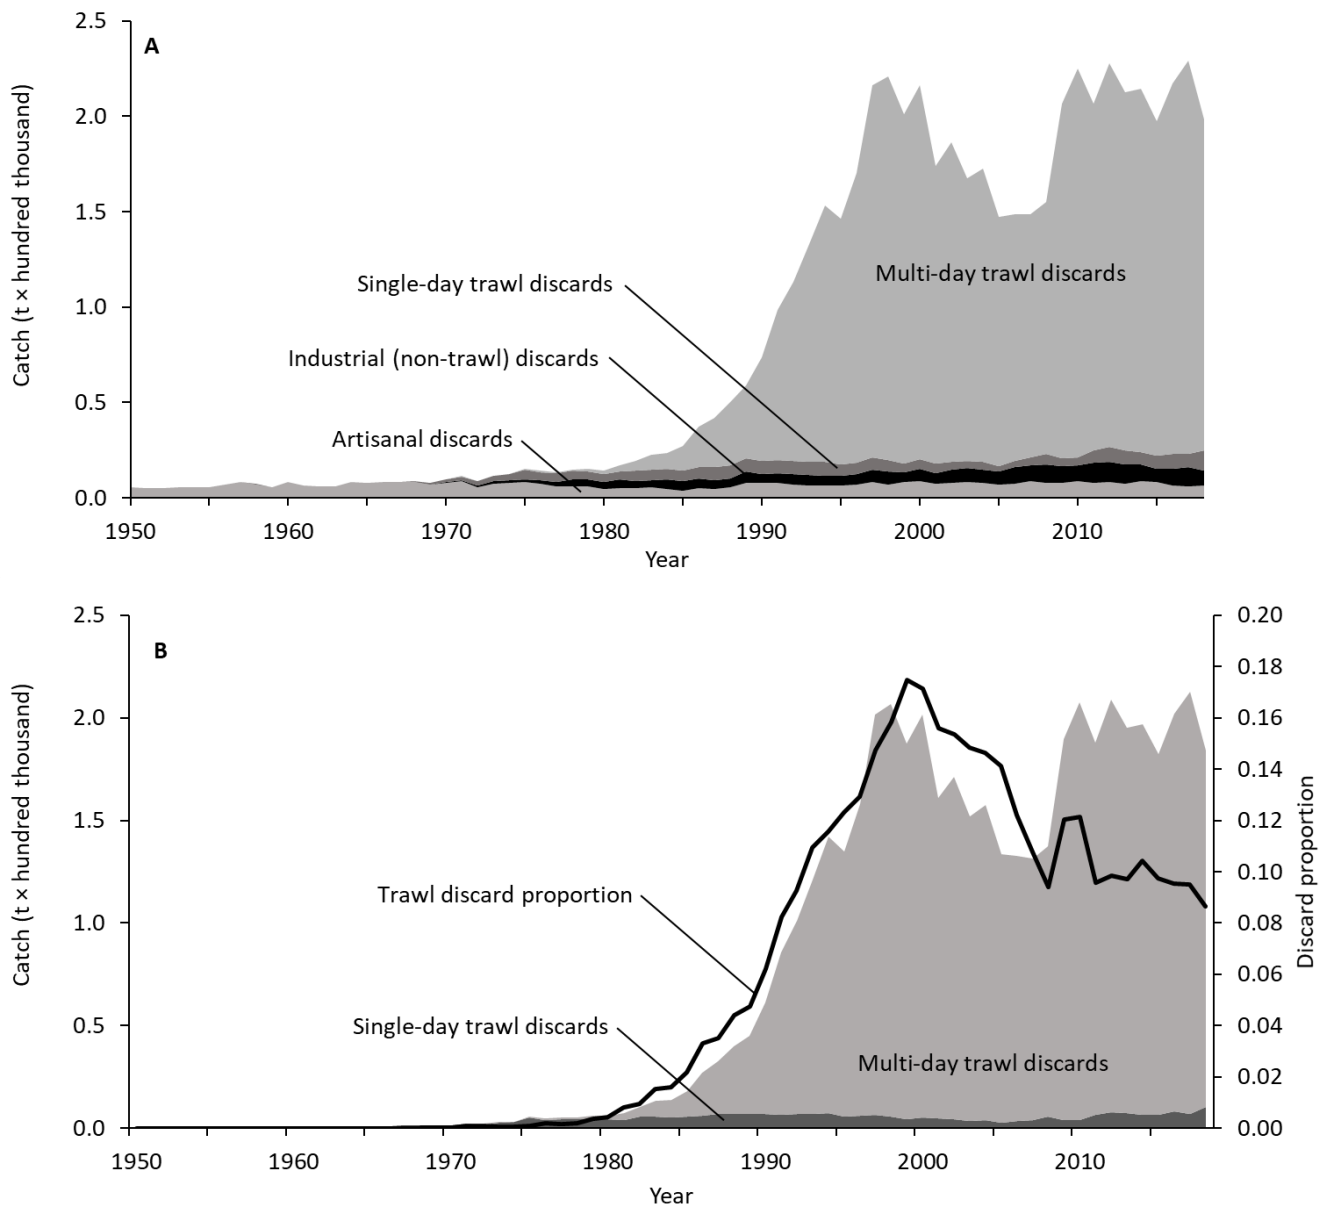 A
Catch (t × hundred thousand)
2.5
2.0
1.5
1.0
0.5
0.0
Single-day trawl discards
Industrial (non-trawl) discards
Artisanal discards
Multi-day trawl discards
1950 1960 1970 1980 1990 2000 2010
Year
B
Catch (t × hundred thousand)
2.5
2.0
1.5
1.0
0.5
0.0
Trawl discard proportion
Single-day trawl discards
Multi-day trawl discards
0.20
0.18
0.16
0.14
0.12
0.10
0.08
0.06
0.04
0.02
0.00
Discard proportion
1950 1960 1970 1980 1990 2000 2010
Year